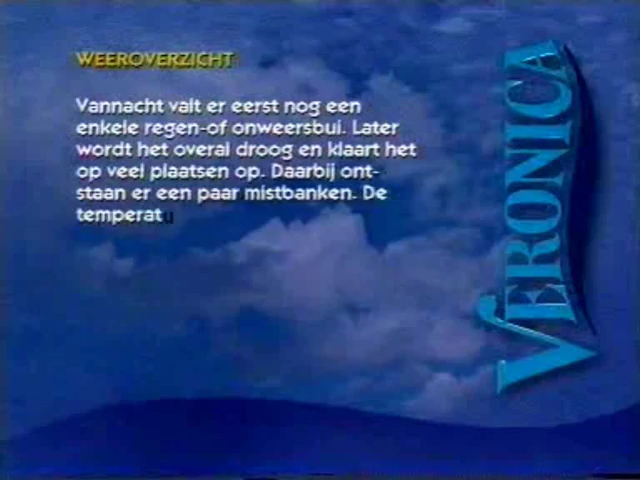 WEEROVERZICHT
Vannacht valt er eerst nog een
enkele regen-of onweersbui. Later
wordt het overal droog en klaart het
op veel plaatsen op. Daarbij ont-
staan er een paar mistbanken. De
temperatu
VERONICA